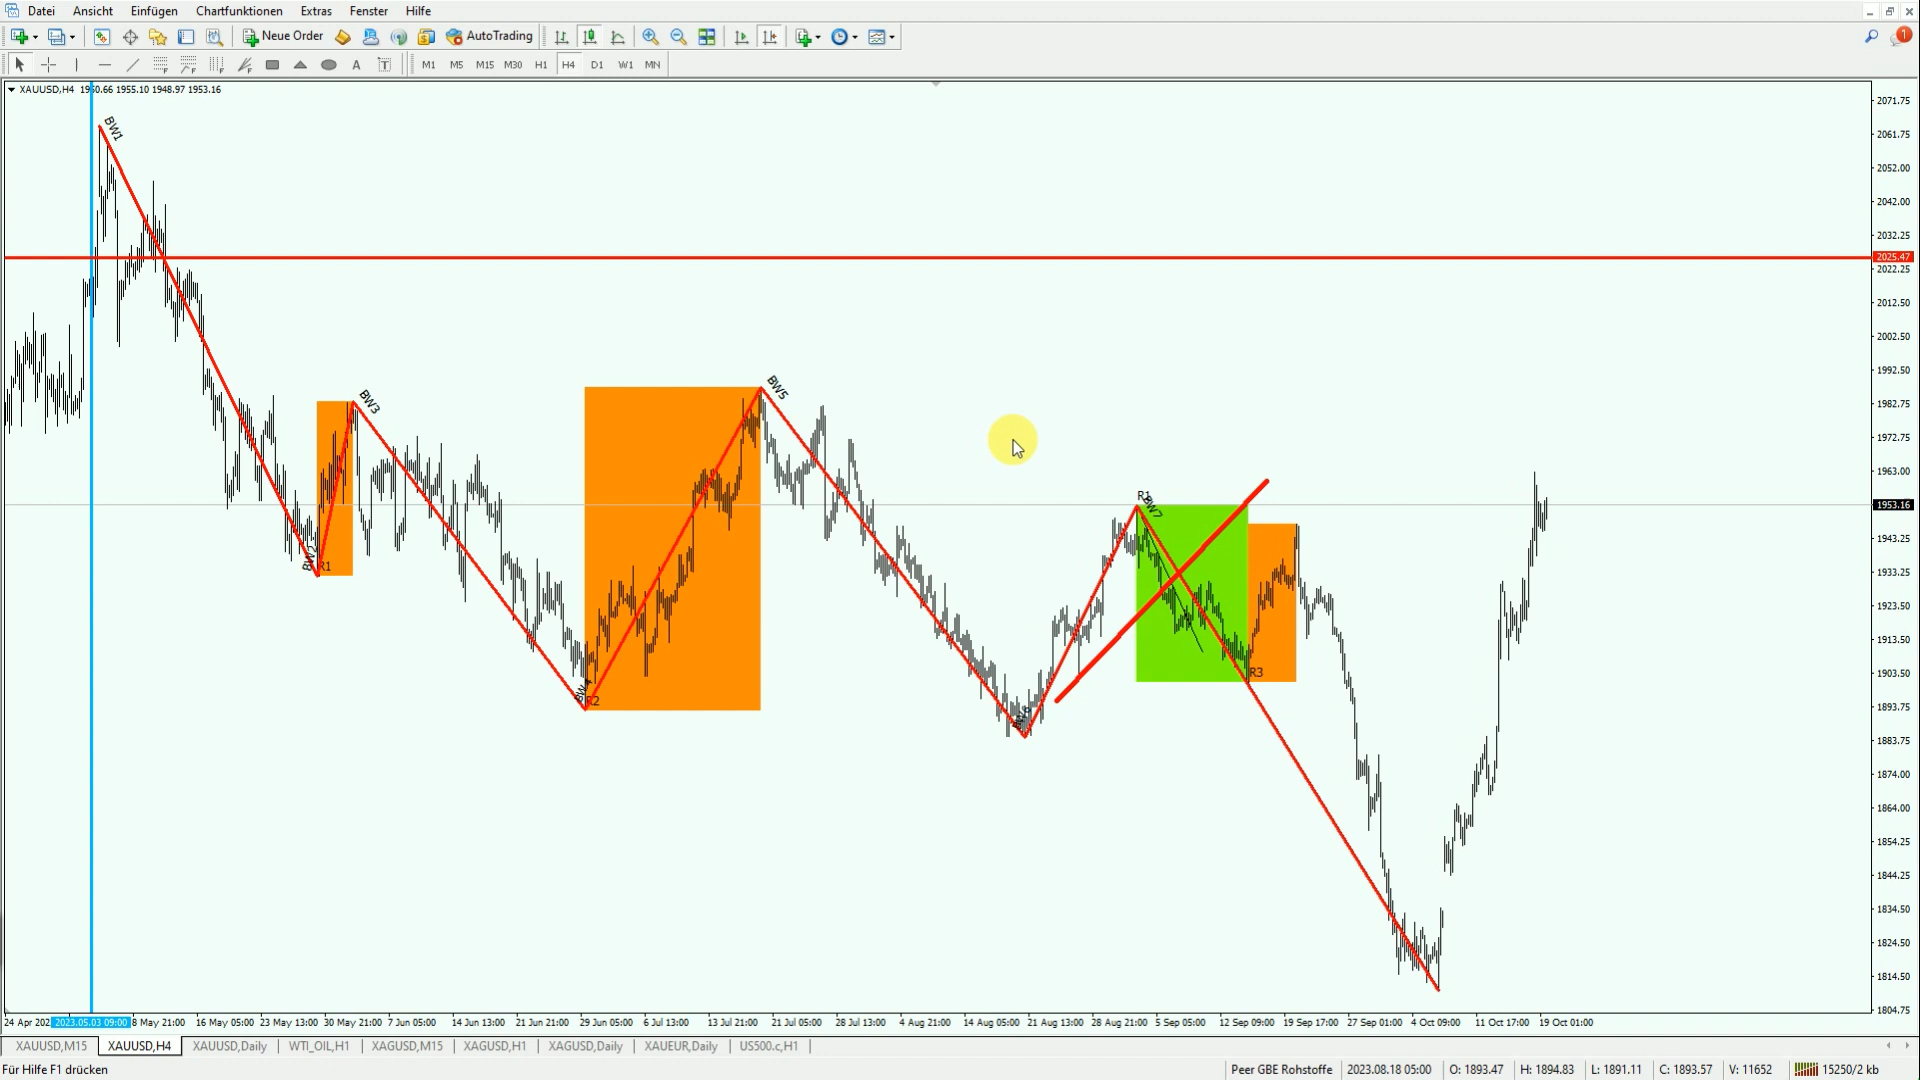 Datei Ansicht Einfügen Chartfunktionen Extras Fenster Hilfe
Neue Order AutoTrading 1
A T M1 M5 M15 M30 H1 H4 D1 W1 MN
XAUUSD,H4 1950.66 1955.10 1948.97 1953.16
2071.75
BW1
2061.75
2052.00
2042.00
2032.25
2025.47
2022.25
2012.50
2002.50
1992.50
BW3
BW5
1982.75
1972.75
1963.00
R1
BW7
1953.16
1943.25
BW2
R1
1933.25
1923.50
1913.50
R3
1903.50
BW4
R2
1893.75
1883.75
1874.00
1864.00
1854.25
1844.25
1834.50
1824.50
1814.50
1804.75
24 Apr 202 2023.05.03 09:00 8 May 21:00 16 May 05:00 23 May 13:00 30 May 21:00 7 Jun 05:00 14 Jun 13:00 21 Jun 21:00 29 Jun 05:00 6 Jul 13:00 13 Jul 21:00 21 Jul 05:00 28 Jul 13:00 4 Aug 21:00 14 Aug 05:00 21 Aug 13:00 28 Aug 21:00 5 Sep 05:00 12 Sep 09:00 19 Sep 17:00 27 Sep 01:00 4 Oct 09:00 11 Oct 17:00 19 Oct 01:00
XAUUSD,M15 XAUUSD,H4 XAUUSD,Daily WTI_OIL,H1 XAGUSD,M15 XAGUSD,H1 XAGUSD,Daily XAUEUR,Daily US500.c,H1
Für Hilfe F1 drücken Peer GBE Rohstoffe 2023.08.18 05:00 O: 1893.47 H: 1894.83 L: 1891.11 C: 1893.57 V: 11652 15250/2 kb